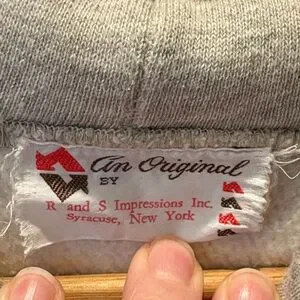 An Original
BY
R and S Impressions Inc.
Syracuse, New York